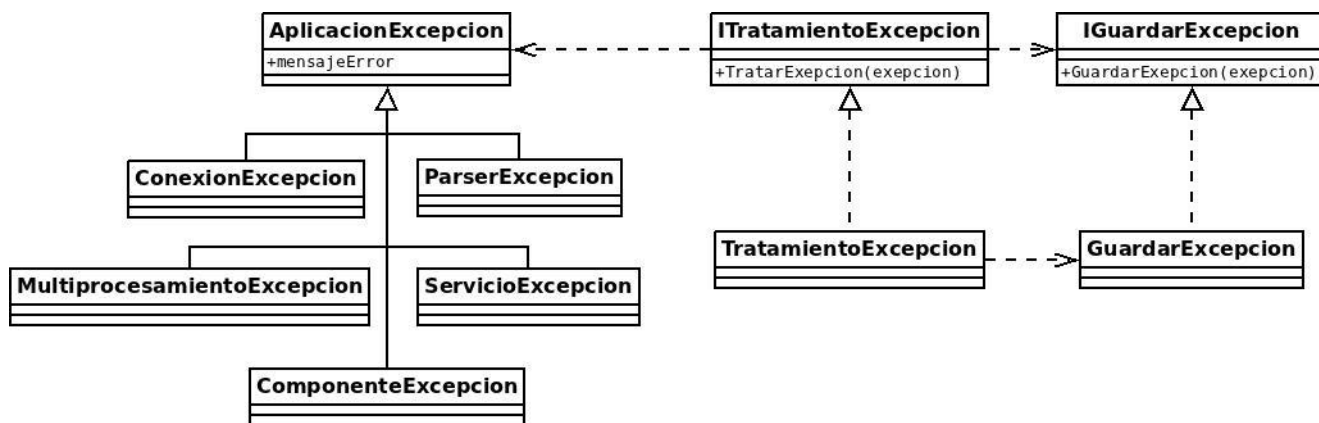 AplicacionExcepcion
+mensajeError
ITratamientoExcepcion
+TratarExepcion(exepcion)
IGuardarExcepcion
+GuardarExepcion(exepcion)
ConexionExcepcion
ParserExcepcion
MultiprocesamientoExcepcion
ServicioExcepcion
ComponenteExcepcion
TratamientoExcepcion
GuardarExcepcion